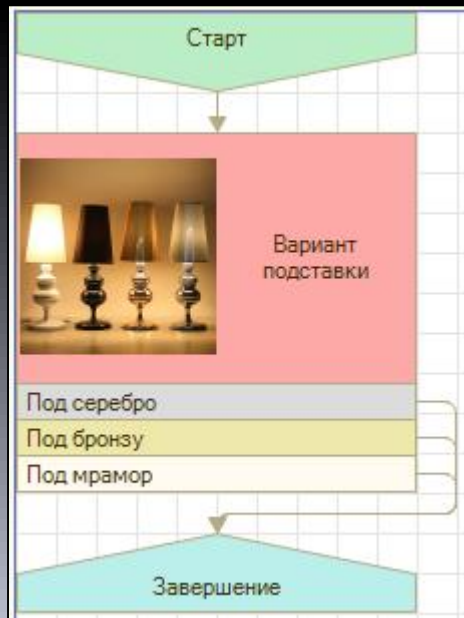 Старт
Вариант
подставки
Под серебро
Под бронзу
Под мрамор
Завершение